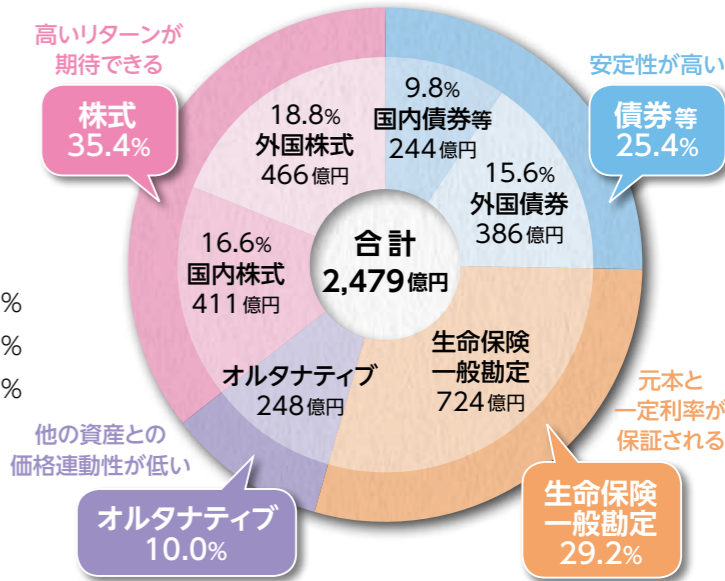 高いリターンが
期待できる
株式
35.4%
安定性が高い
債券等
25.4%
18.8%
外国株式
466億円
9.8%
国内債券等
244億円
15.6%
外国債券
386億円
16.6%
国内株式
411億円
合計
2,479億円
%
%
%
オルタナティブ
248億円
生命保険
一般勘定
724億円
他の資産との
価格連動性が低い
オルタナティブ
10.0%
元本と
一定利率が
保証される
生命保険
一般勘定
29.2%